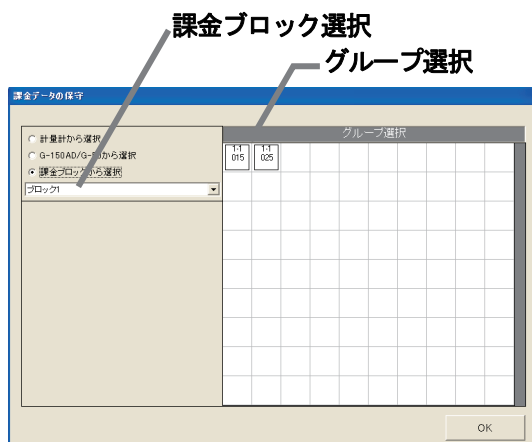 課金ブロック選択
グループ選択
課金データの保守
計量計から選択
G-150AD/G-50から選択
課金ブロックから選択
ブロック1
グループ選択
1-1 1-1
015 025
OK